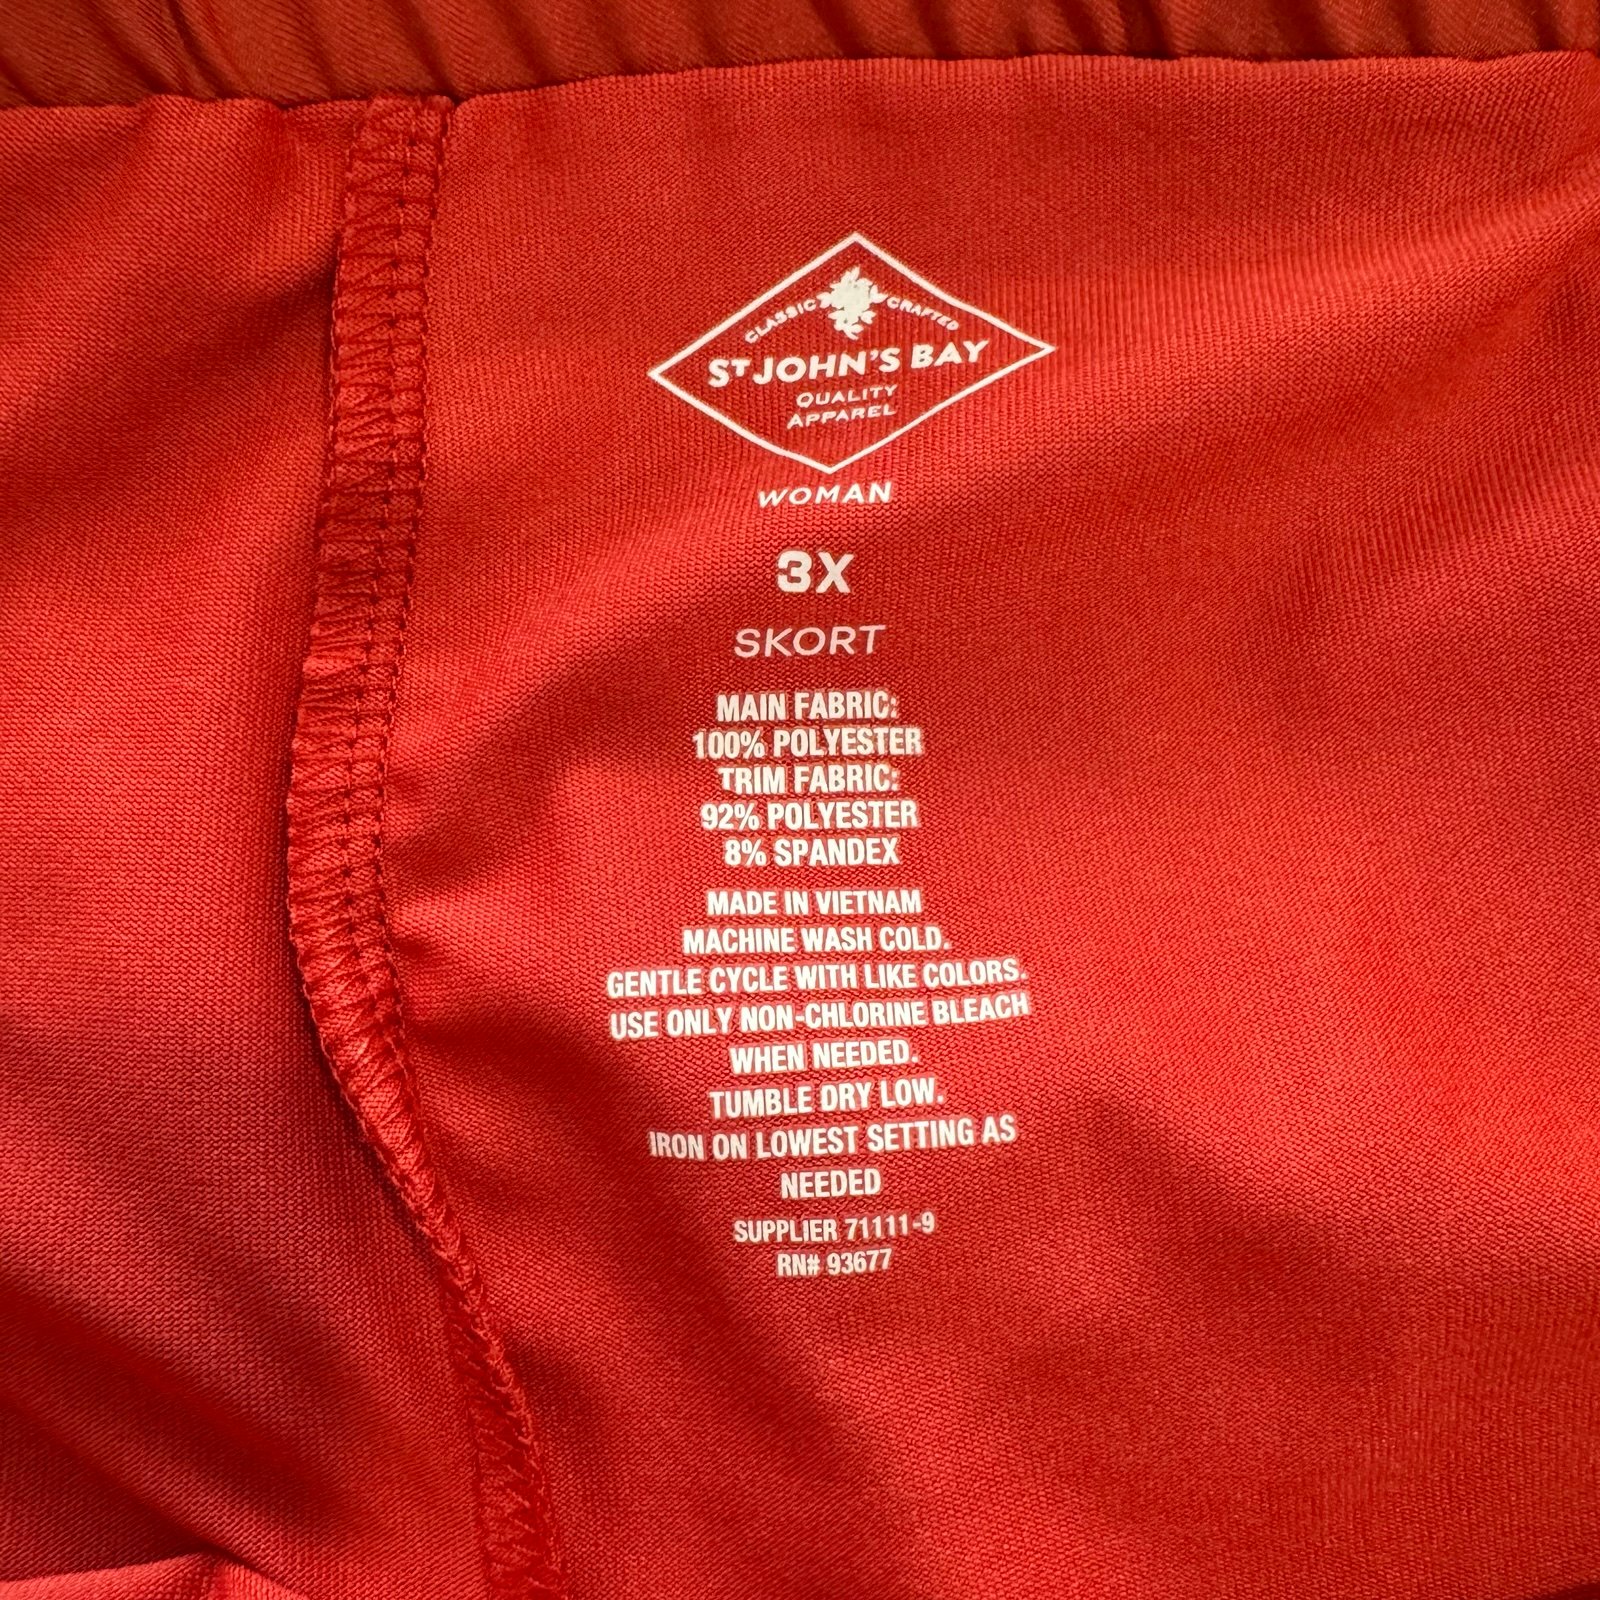 CLASSIC CRAFTED
ST JOHN'S BAY
QUALITY
APPAREL
WOMAN
3X
SKORT
MAIN FABRIC:
100% POLYESTER
TRIM FABRIC:
92% POLYESTER
8% SPANDEX
MADE IN VIETNAM
MACHINE WASH COLD.
GENTLE CYCLE WITH LIKE COLORS.
USE ONLY NON-CHLORINE BLEACH
WHEN NEEDED.
TUMBLE DRY LOW.
IRON ON LOWEST SETTING AS
NEEDED
SUPPLIER 71111-9
RN# 93677